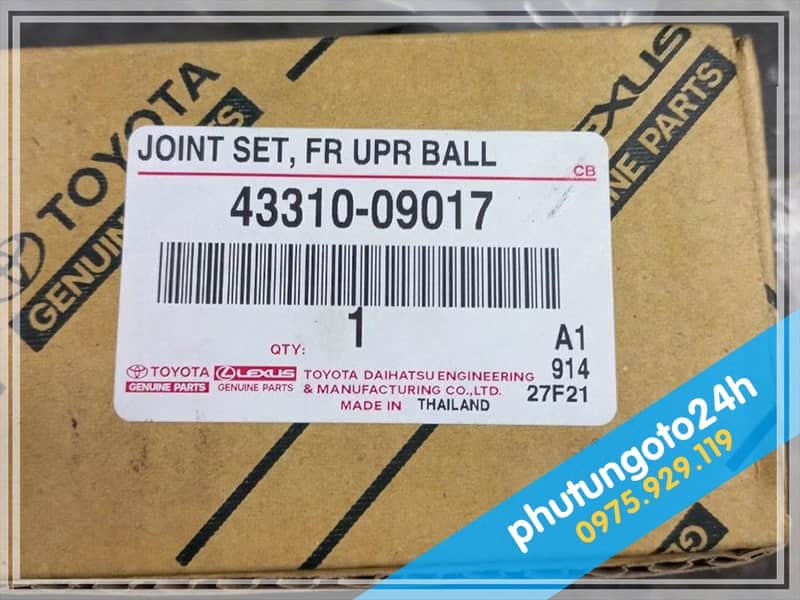 TOYOTA
GENUINE PARTS
LEXUS
GENUINE PARTS
JOINT SET, FR UPR BALL
CB
43310-09017
QTY: 1
A1
914
27F21
TOYOTA
GENUINE PARTS
LEXUS
GENUINE PARTS
TOYOTA DAIHATSU ENGINEERING
& MANUFACTURING CO.,LTD.
MADE IN THAILAND
phutungoto24h
0975.929.119